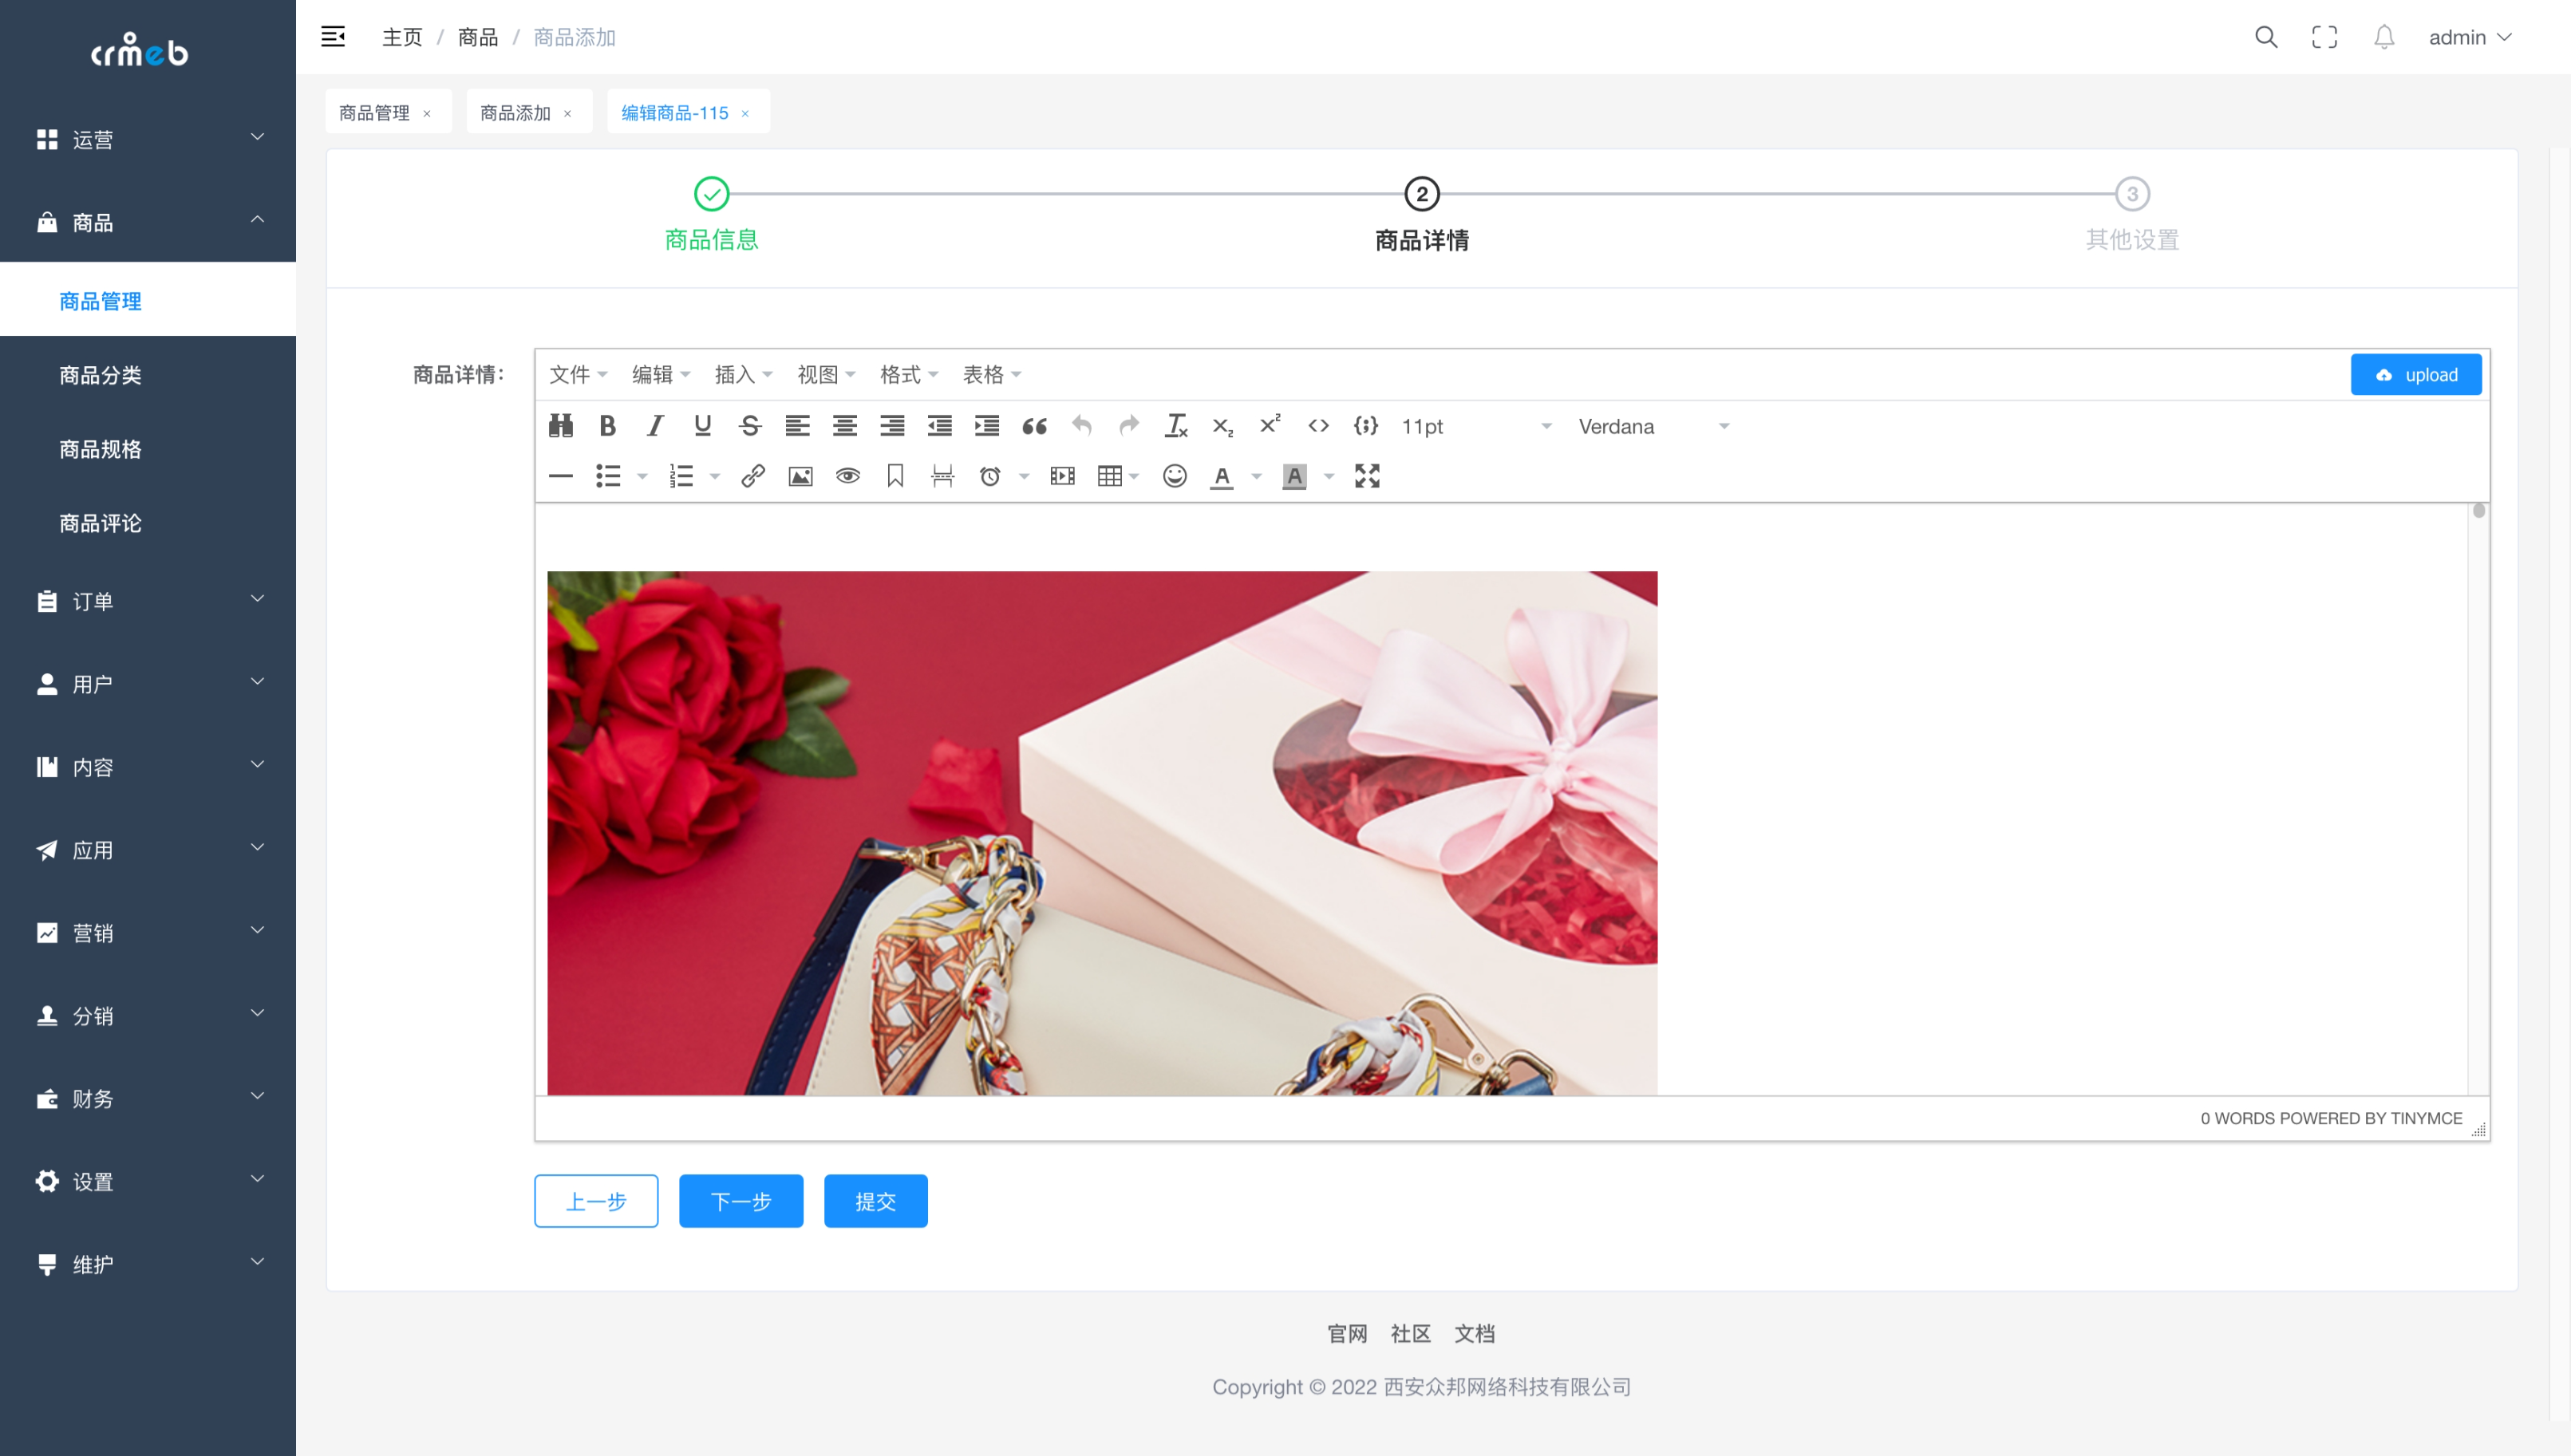 crmeb
主页 / 商品 / 商品添加
admin
商品管理 × 商品添加 × 编辑商品-115 ×
运营
商品
商品管理
商品分类
商品规格
商品评论
订单
用户
内容
应用
营销
分销
财务
设置
维护
2 3
商品信息 商品详情 其他设置
商品详情:
文件 编辑 插入 视图 格式 表格
upload
11pt Verdana
0 WORDS POWERED BY TINYMCE
上一步 下一步 提交
官网 社区 文档
Copyright © 2022 西安众邦网络科技有限公司